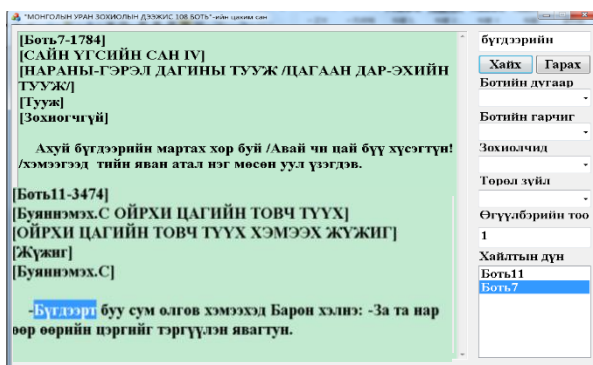 "МОНГОЛЫН УРАН ЗОХИОЛЫН ДЭЭЖИС 108 БОТЬ"-ийн цахим сан
[Боть7-1784]
[САЙН ҮГСИЙН САН IV]
[НАРАНЫ-ГЭРЭЛ ДАГИНЫ ТУУЖ /ЦАГААН ДАР-ЭХИЙН
ТУУЖ/]
[Тууж]
[Зохиогчгүй]
Ахуй бүгдээрийн мартах хор буй /Авай чи цай бүү хүсэгтүн!
/хэмээгээд тийн яван атал нэг мөсөн уул үзэгдэв.
[Боть11-3474]
[Буяннэмэх.С ОЙРХИ ЦАГИЙН ТОВЧ ТҮҮХ]
[ОЙРХИ ЦАГИЙН ТОВЧ ТҮҮХ ХЭМЭЭХ ЖҮЖИГ]
[Жүжиг]
[Буяннэмэх.С]
-Бүгдээрт буу сум олгов хэмээхэд Барон хэлнэ: -За та нар
өөр өөрийн цэргийг тэргүүлэн явагтун.
бүгдээрийн
Хайх Гарах
Ботийн дугаар
Ботийн гарчиг
Зохиолчид
Төрөл зүйл
Өгүүлбэрийн тоо
1
Хайлтын дүн
Боть11
Боть7